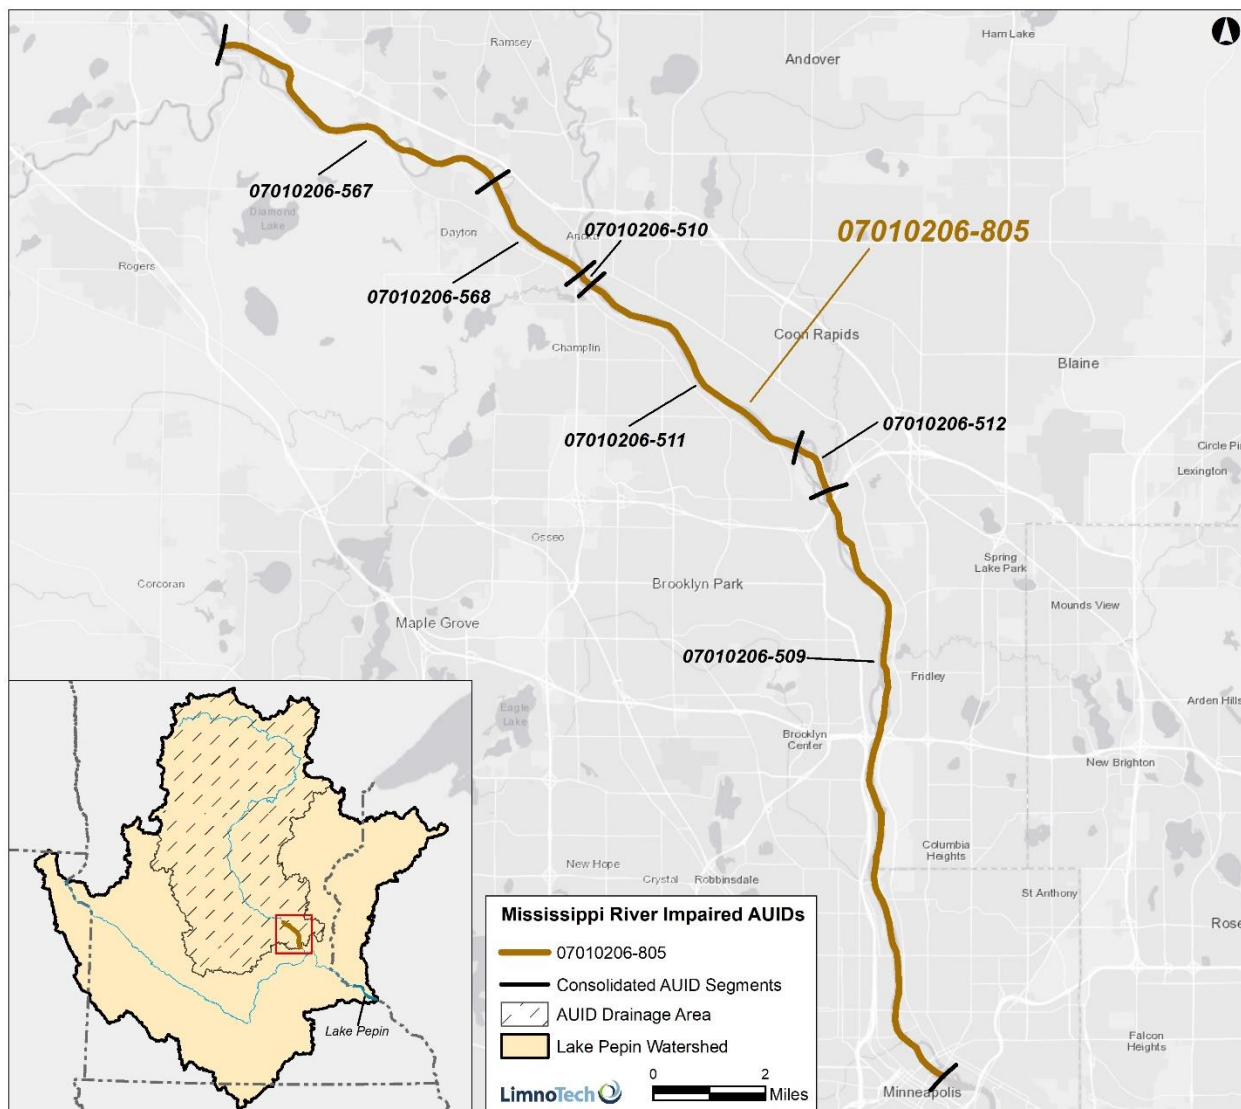 Ramsey
Ham Lake
Andover
07010206-567
Diamond
Lake
Dayton
07010206-510
07010206-805
Rogers
07010206-568
Coon Rapids
Champlin
Blaine
07010206-511
07010206-512
Circle Pi
Lexington
Osseo
Spring
Lake Park
Corcoran
Brooklyn Park
Mounds View
Maple Grove
07010206-509
Fridley
Arden Hills
Eagle
Lake
Brooklyn
Center
New Brighton
Columbia
Heights
New Hope
Crystal
Robbinsdale
St Anthony
Rose
Falcon
Heights
Minneapolis
Lake Pepin
Mississippi River Impaired AUIDs
07010206-805
Consolidated AUID Segments
AUID Drainage Area
Lake Pepin Watershed
LimnoTech
0 2
Miles